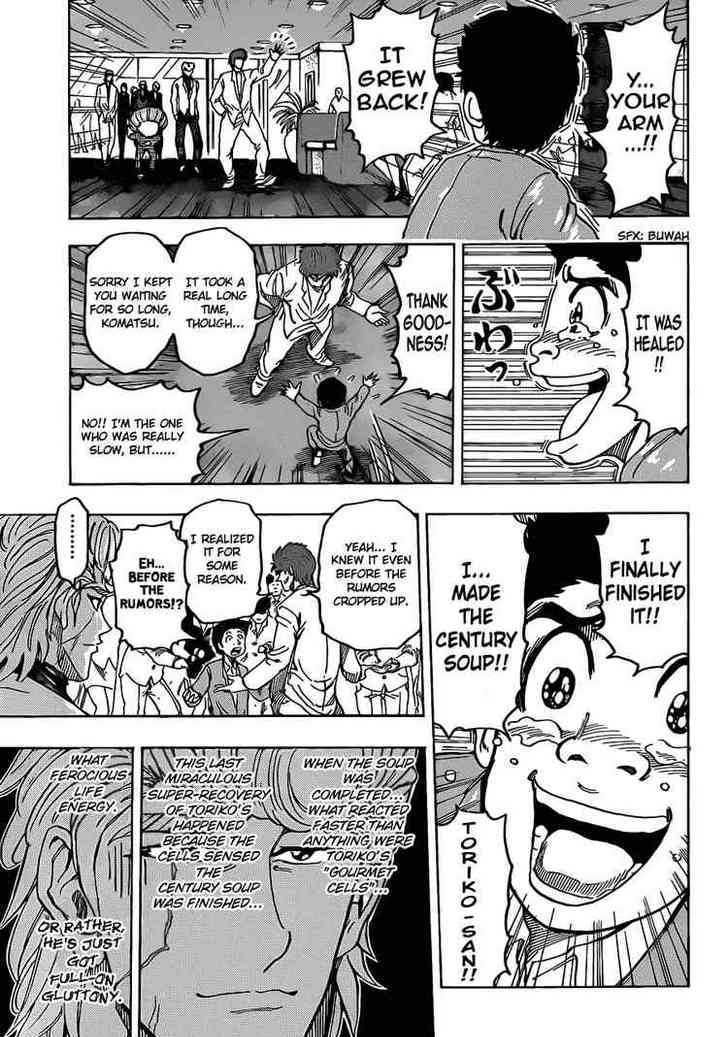 Y...
YOUR
ARM
...!!
IT
GREW
BACK!
SFX: BUWAH
IT WAS
HEALED
!!
ぶわっ
THANK
GOOD-
NESS!
IT TOOK A
REAL LONG
TIME,
THOUGH...
SORRY I KEPT
YOU WAITING
FOR SO LONG,
KOMATSU.
NO!! I'M THE ONE
WHO WAS REALLY
SLOW, BUT......
I
FINALLY
FINISHED
IT!!
I...
MADE
THE
CENTURY
SOUP!!
TORIKO-SAN!!
YEAH... I
KNEW IT EVEN
BEFORE THE
RUMORS
CROPPED UP.
I REALIZED
IT FOR
SOME
REASON.
EH...
BEFORE
THE
RUMORS!?
........
WHEN THE SOUP
WAS
COMPLETED...
WHAT REACTED
FASTER THAN
ANYTHING WERE
TORIKO'S
"GOURMET
CELLS"...
THIS LAST
MIRACULOUS
SUPER-RECOVERY
OF TORIKO'S
HAPPENED
BECAUSE THE
CELLS SENSED
THE
CENTURY SOUP
WAS FINISHED...
WHAT
FEROCIOUS
LIFE
ENERGY.
OR RATHER,
HE'S JUST
GOT
FULL-ON
GLUTTONY.